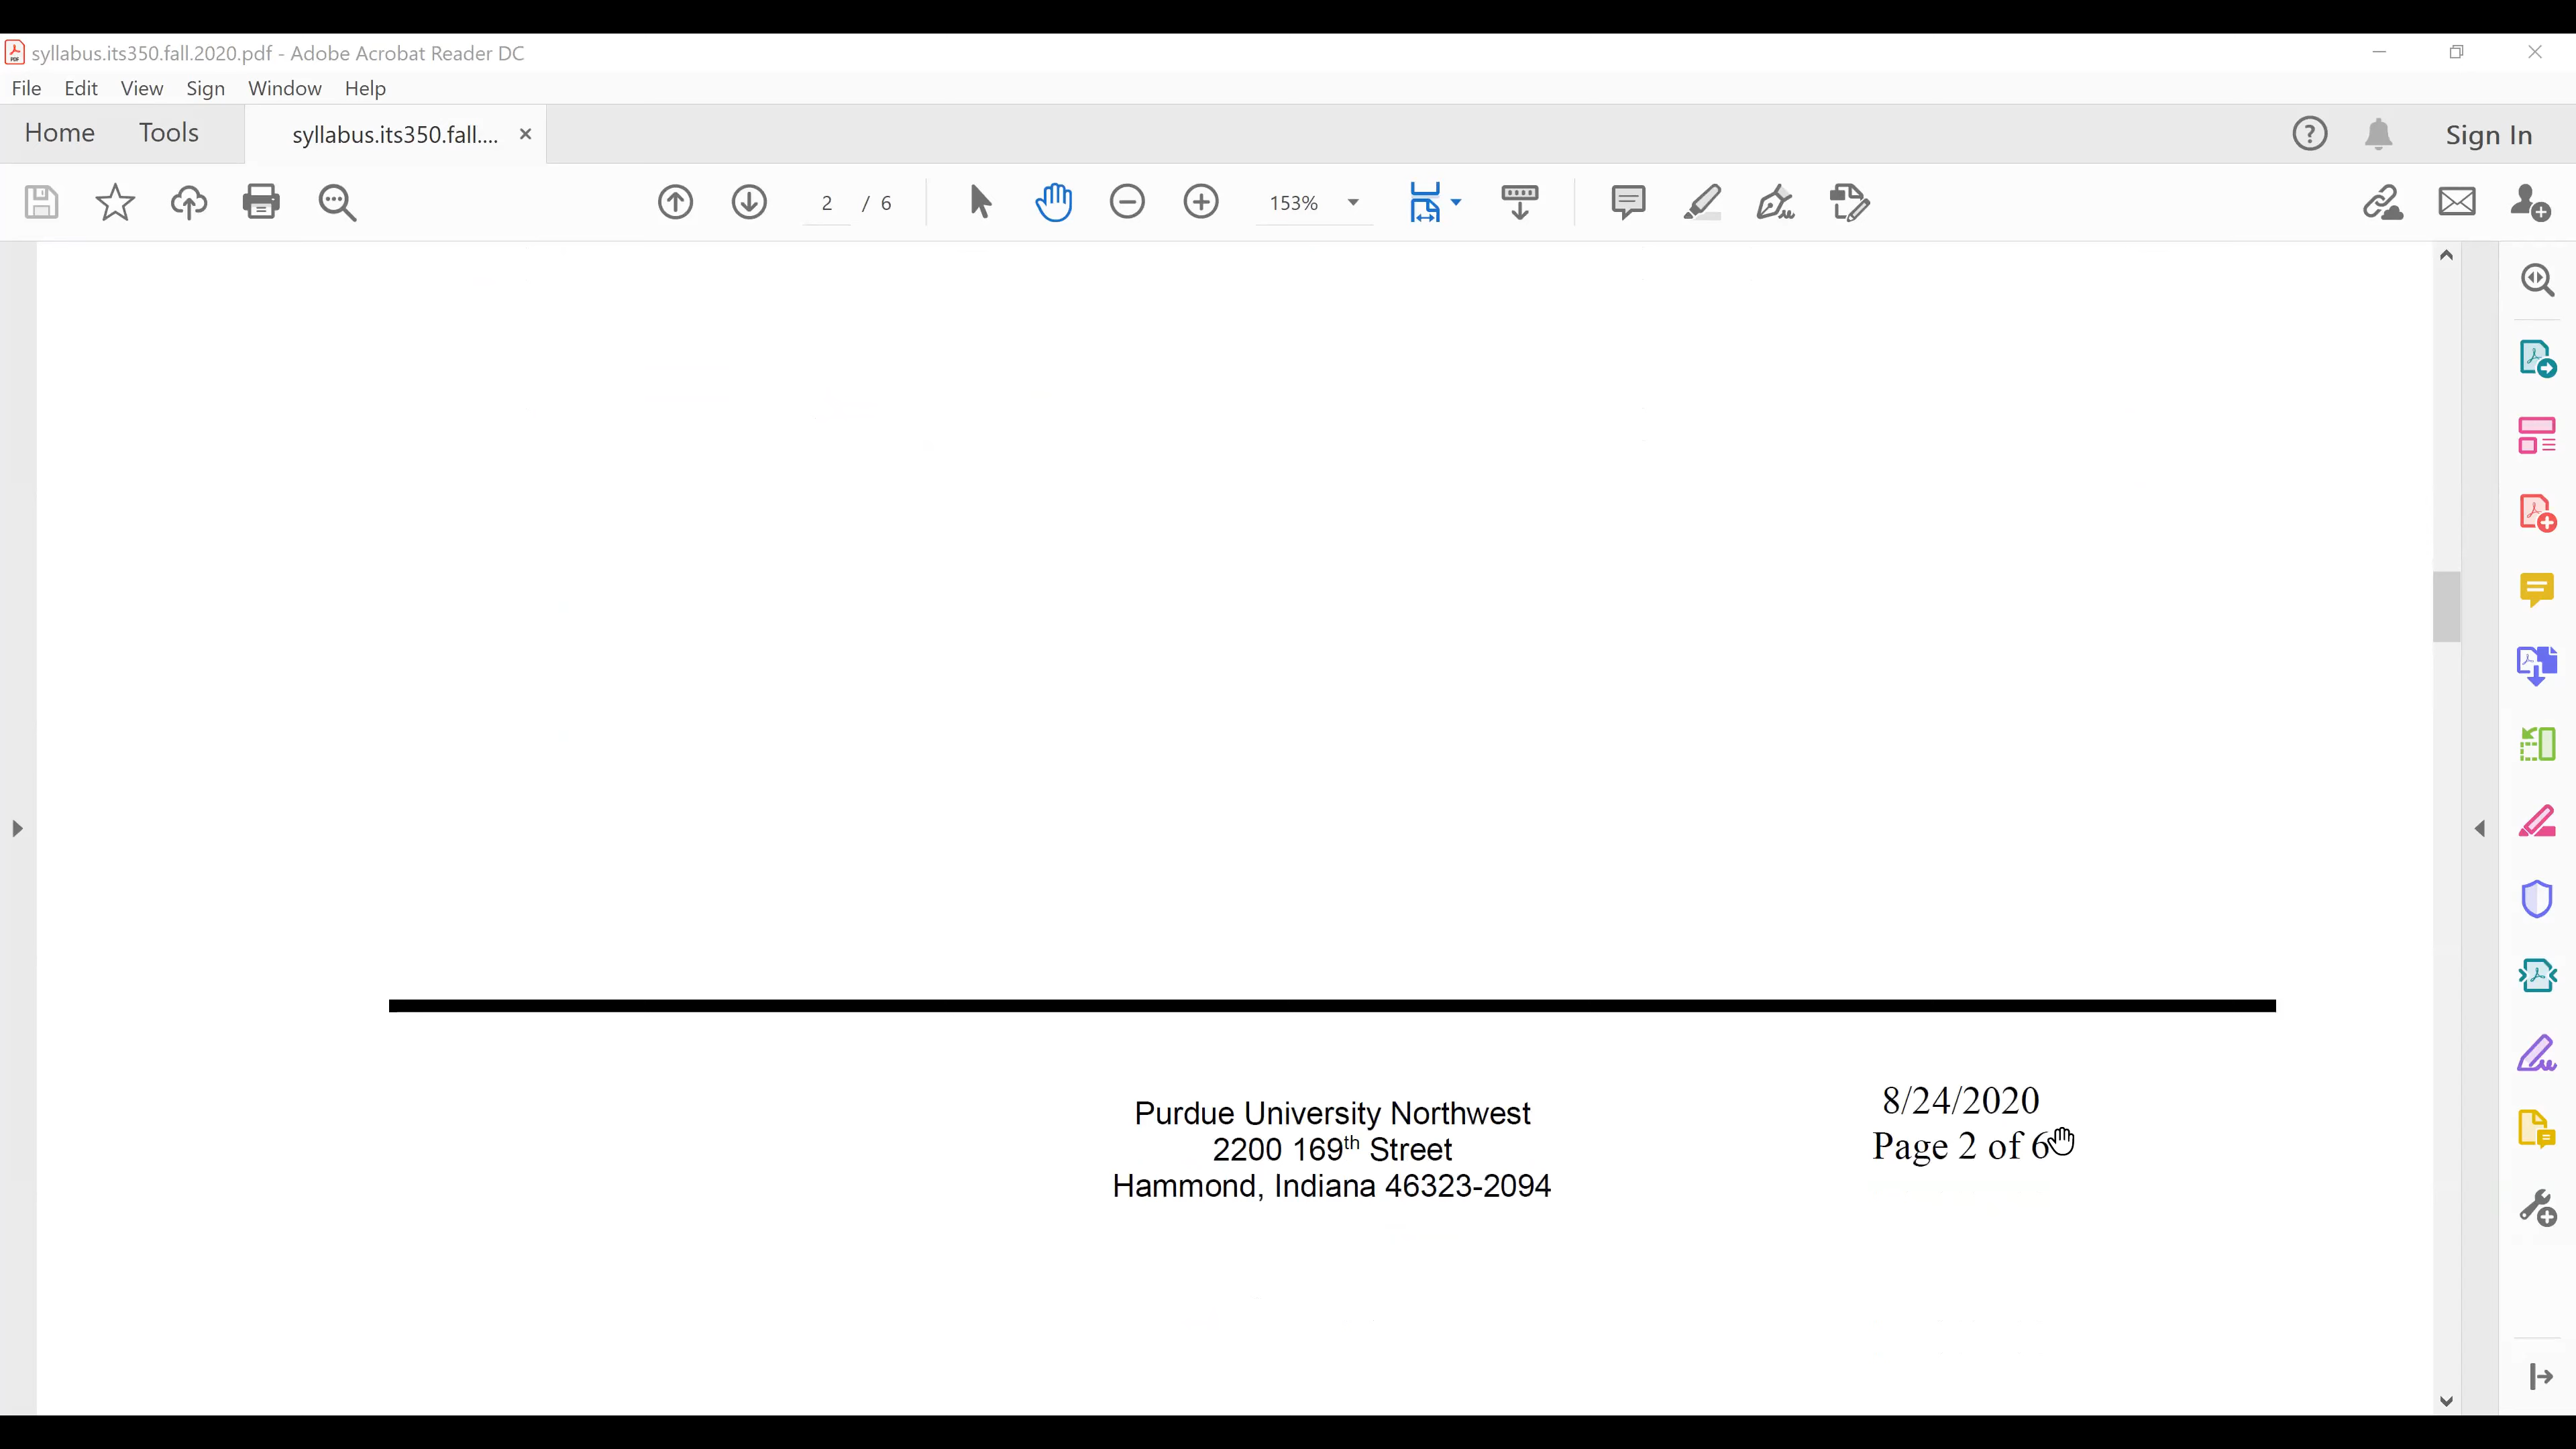 syllabus.its350.fall.2020.pdf - Adobe Acrobat Reader DC
File Edit View Sign Window Help
Home Tools syllabus.its350.fall.... × Sign In
2 / 6 153%
Purdue University Northwest
2200 169th Street
Hammond, Indiana 46323-2094
8/24/2020
Page 2 of 6